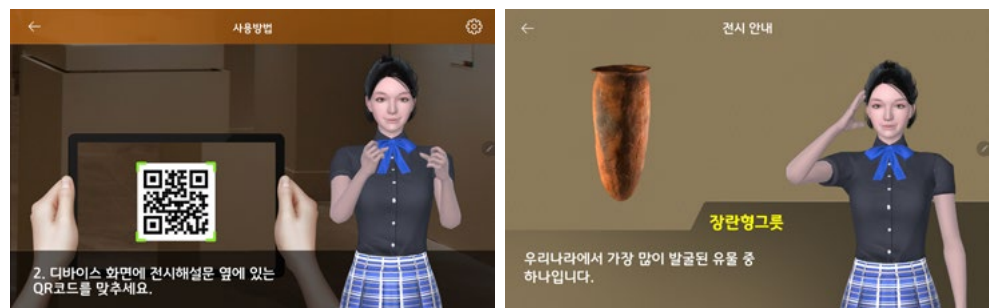 사용방법
2. 디바이스 화면에 전시해설문 옆에 있는
QR코드를 맞추세요.
전시 안내
장란형그릇
우리나라에서 가장 많이 발굴된 유물 중
하나입니다.